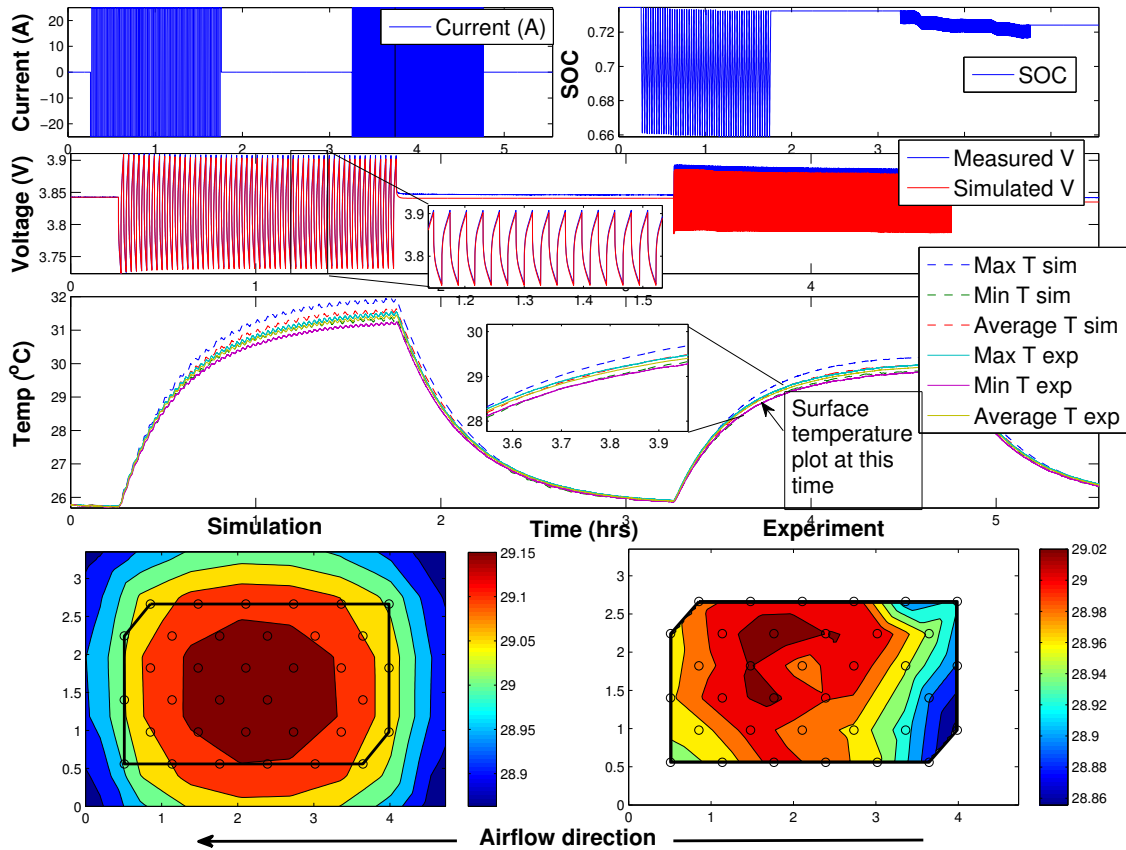 Current (A)
20
10
0
−10
−20
0 1 2 3 4 5
Current (A)
SOC
0.72
0.7
0.68
0.66
0 1 2 3 4 5
SOC
Voltage (V)
3.9
3.85
3.8
3.75
0 1 2 3 4 5
Measured V
Simulated V
3.9
3.8
1.2 1.3 1.4 1.5
Temp (°C)
32
31
30
29
28
27
26
0 1 2 3 4 5
Max T sim
Min T sim
Average T sim
Max T exp
Min T exp
Average T exp
30
29
28
3.6 3.7 3.8 3.9
Surface
temperature
plot at this
time
Simulation
Time (hrs)
Experiment
3
2.5
2
1.5
1
0.5
0
0 1 2 3 4
29.15
29.1
29.05
29
28.95
28.9
3
2.5
2
1.5
1
0.5
0
0 1 2 3 4
29.02
29
28.98
28.96
28.94
28.92
28.9
28.88
28.86
Airflow direction